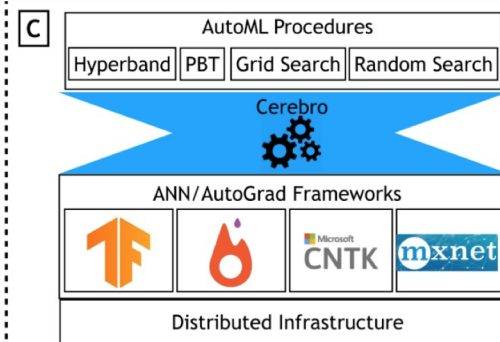 C
AutoML Procedures
Hyperband PBT Grid Search Random Search
Cerebro
ANN/AutoGrad Frameworks
Microsoft
CNTK
mxnet
Distributed Infrastructure